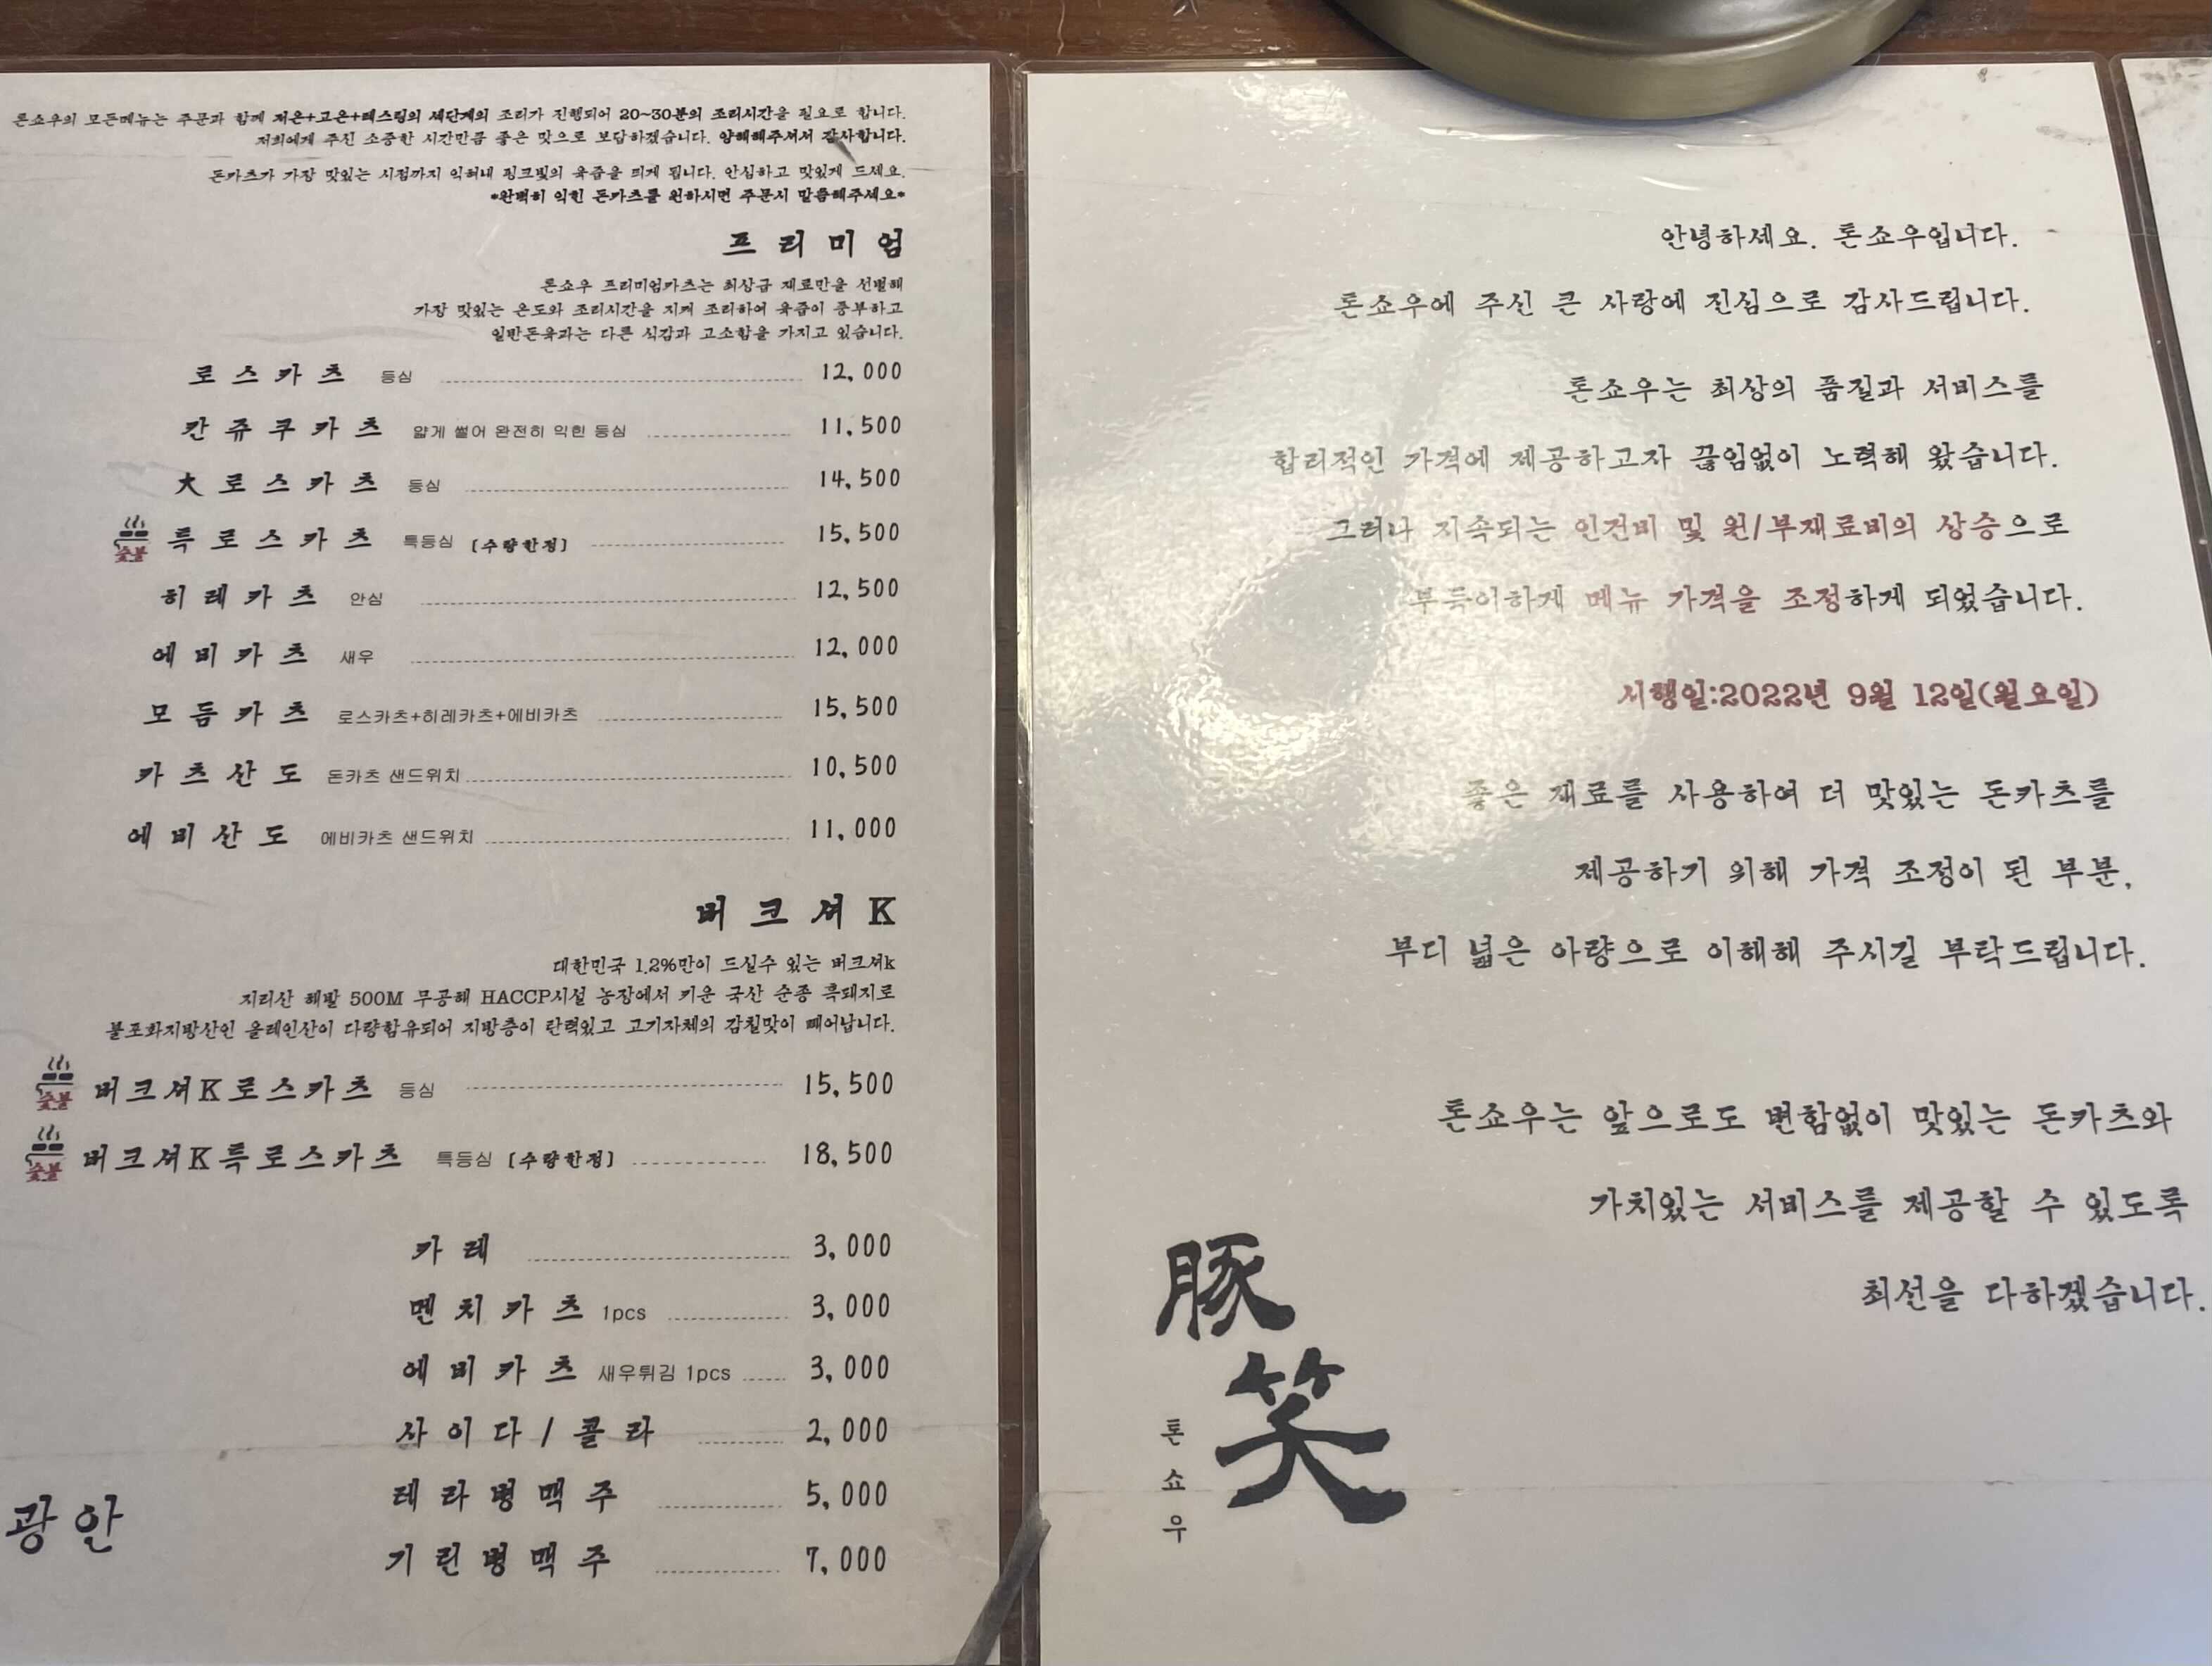 톤쇼우의 모든메뉴는 주문과 함께 저온+고온+레스팅의 세단계의 조리가 진행되어 20~30분의 조리시간을 필요로 합니다.
저희에게 주신 소중한 시간만큼 좋은 맛으로 보답하겠습니다. 양해해주셔서 감사합니다.
돈카츠가 가장 맛있는 시점까지 익혀내 핑크빛의 육즙을 띄게 됩니다. 안심하고 맛있게 드세요.
*완벽히 익힌 돈카츠를 원하시면 주문시 말씀해주세요*
프리미엄
톤쇼우 프리미엄카츠는 최상급 재료만을 선별해
가장 맛있는 온도와 조리시간을 지켜 조리하여 육즙이 풍부하고
일반돈육과는 다른 식감과 고소함을 가지고 있습니다.
로스카츠 등심 12,000
칸쥬쿠카츠 얇게 썰어 완전히 익힌 등심 11,500
大로스카츠 등심 14,500
숯불 특로스카츠 특등심 [수량한정] 15,500
히레카츠 안심 12,500
에비카츠 새우 12,000
모듬카츠 로스카츠+히레카츠+에비카츠 15,500
카츠산도 돈카츠 샌드위치 10,500
에비산도 에비카츠 샌드위치 11,000
버크셔K
대한민국 1.2%만이 드실수 있는 버크셔k
지리산 해발 500M 무공해 HACCP시설 농장에서 키운 국산 순종 흑돼지로
불포화지방산인 올레인산이 다량함유되어 지방층이 탄력있고 고기자체의 감칠맛이 빼어납니다.
숯불 버크셔K로스카츠 등심 15,500
숯불 버크셔K특로스카츠 특등심 [수량한정] 18,500
카레 3,000
멘치카츠 1pcs 3,000
에비카츠 새우튀김 1pcs 3,000
사이다/콜라 2,000
테라병맥주 5,000
기린병맥주 7,000
광안
안녕하세요. 톤쇼우입니다.
톤쇼우에 주신 큰 사랑에 진심으로 감사드립니다.
톤쇼우는 최상의 품질과 서비스를
합리적인 가격에 제공하고자 끊임없이 노력해 왔습니다.
그러나 지속되는 인건비 및 원/부재료비의 상승으로
부득이하게 메뉴 가격을 조정하게 되었습니다.
시행일:2022년 9월 12일(월요일)
좋은 재료를 사용하여 더 맛있는 돈카츠를
제공하기 위해 가격 조정이 된 부분,
부디 넓은 아량으로 이해해 주시길 부탁드립니다.
톤쇼우는 앞으로도 변함없이 맛있는 돈카츠와
가치있는 서비스를 제공할 수 있도록
최선을 다하겠습니다.
豚笑
톤쇼우